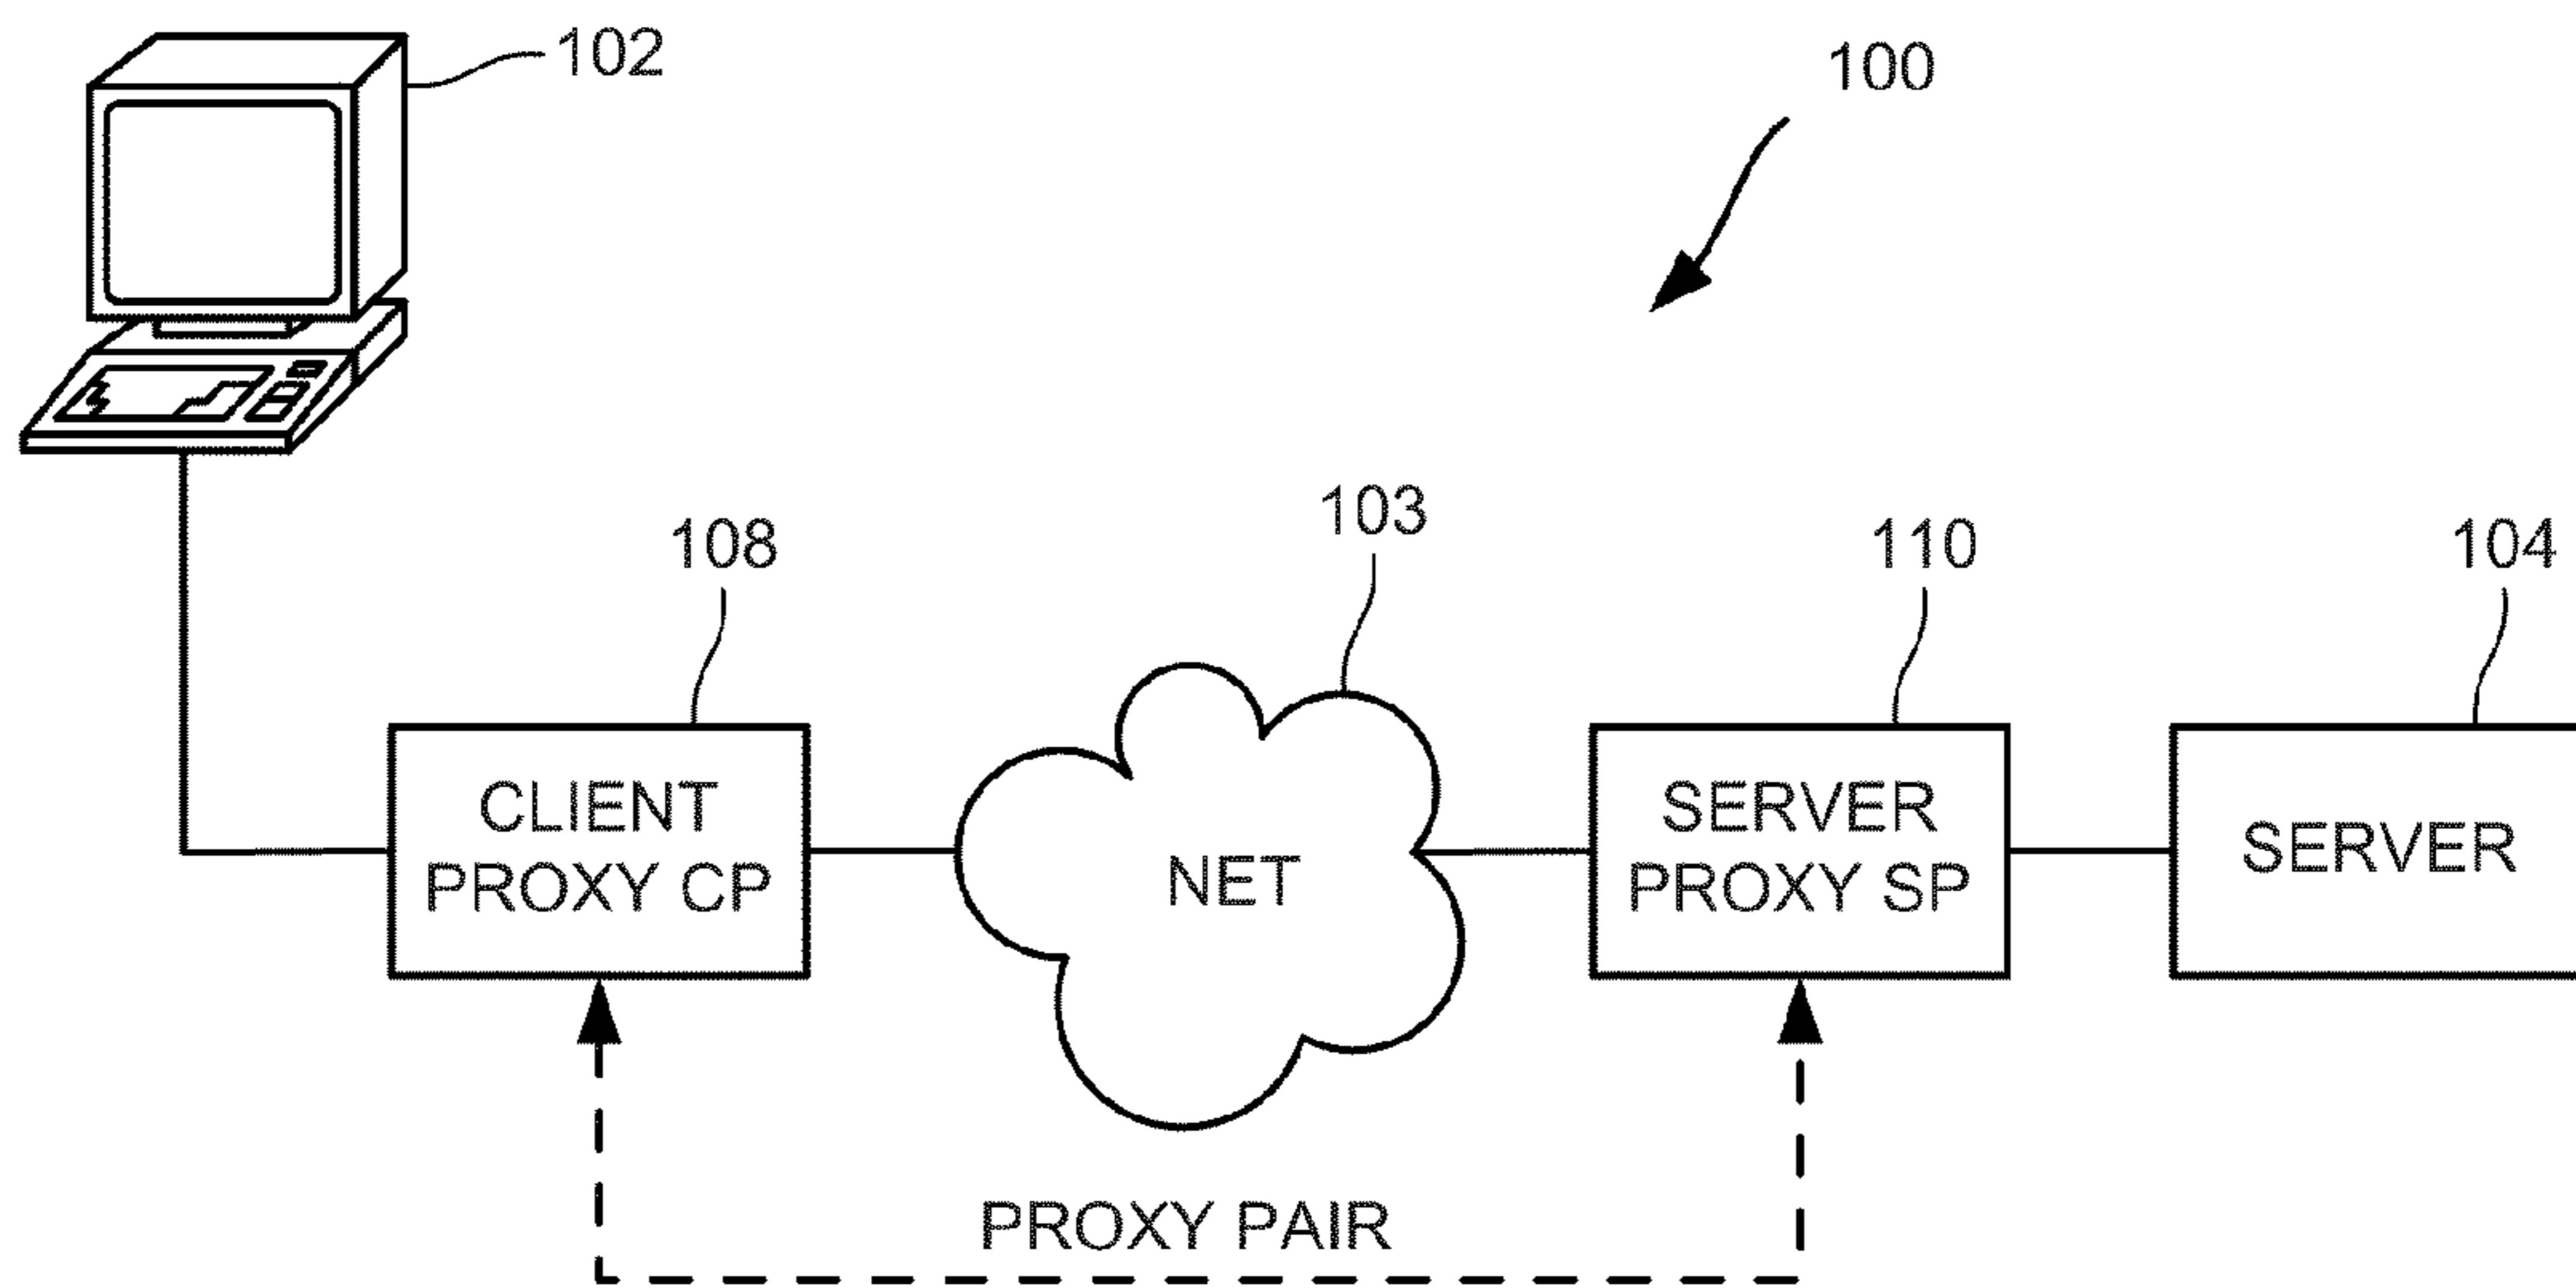 102
100
103
108
110
104
CLIENT
PROXY CP
NET
SERVER
PROXY SP
SERVER
PROXY PAIR